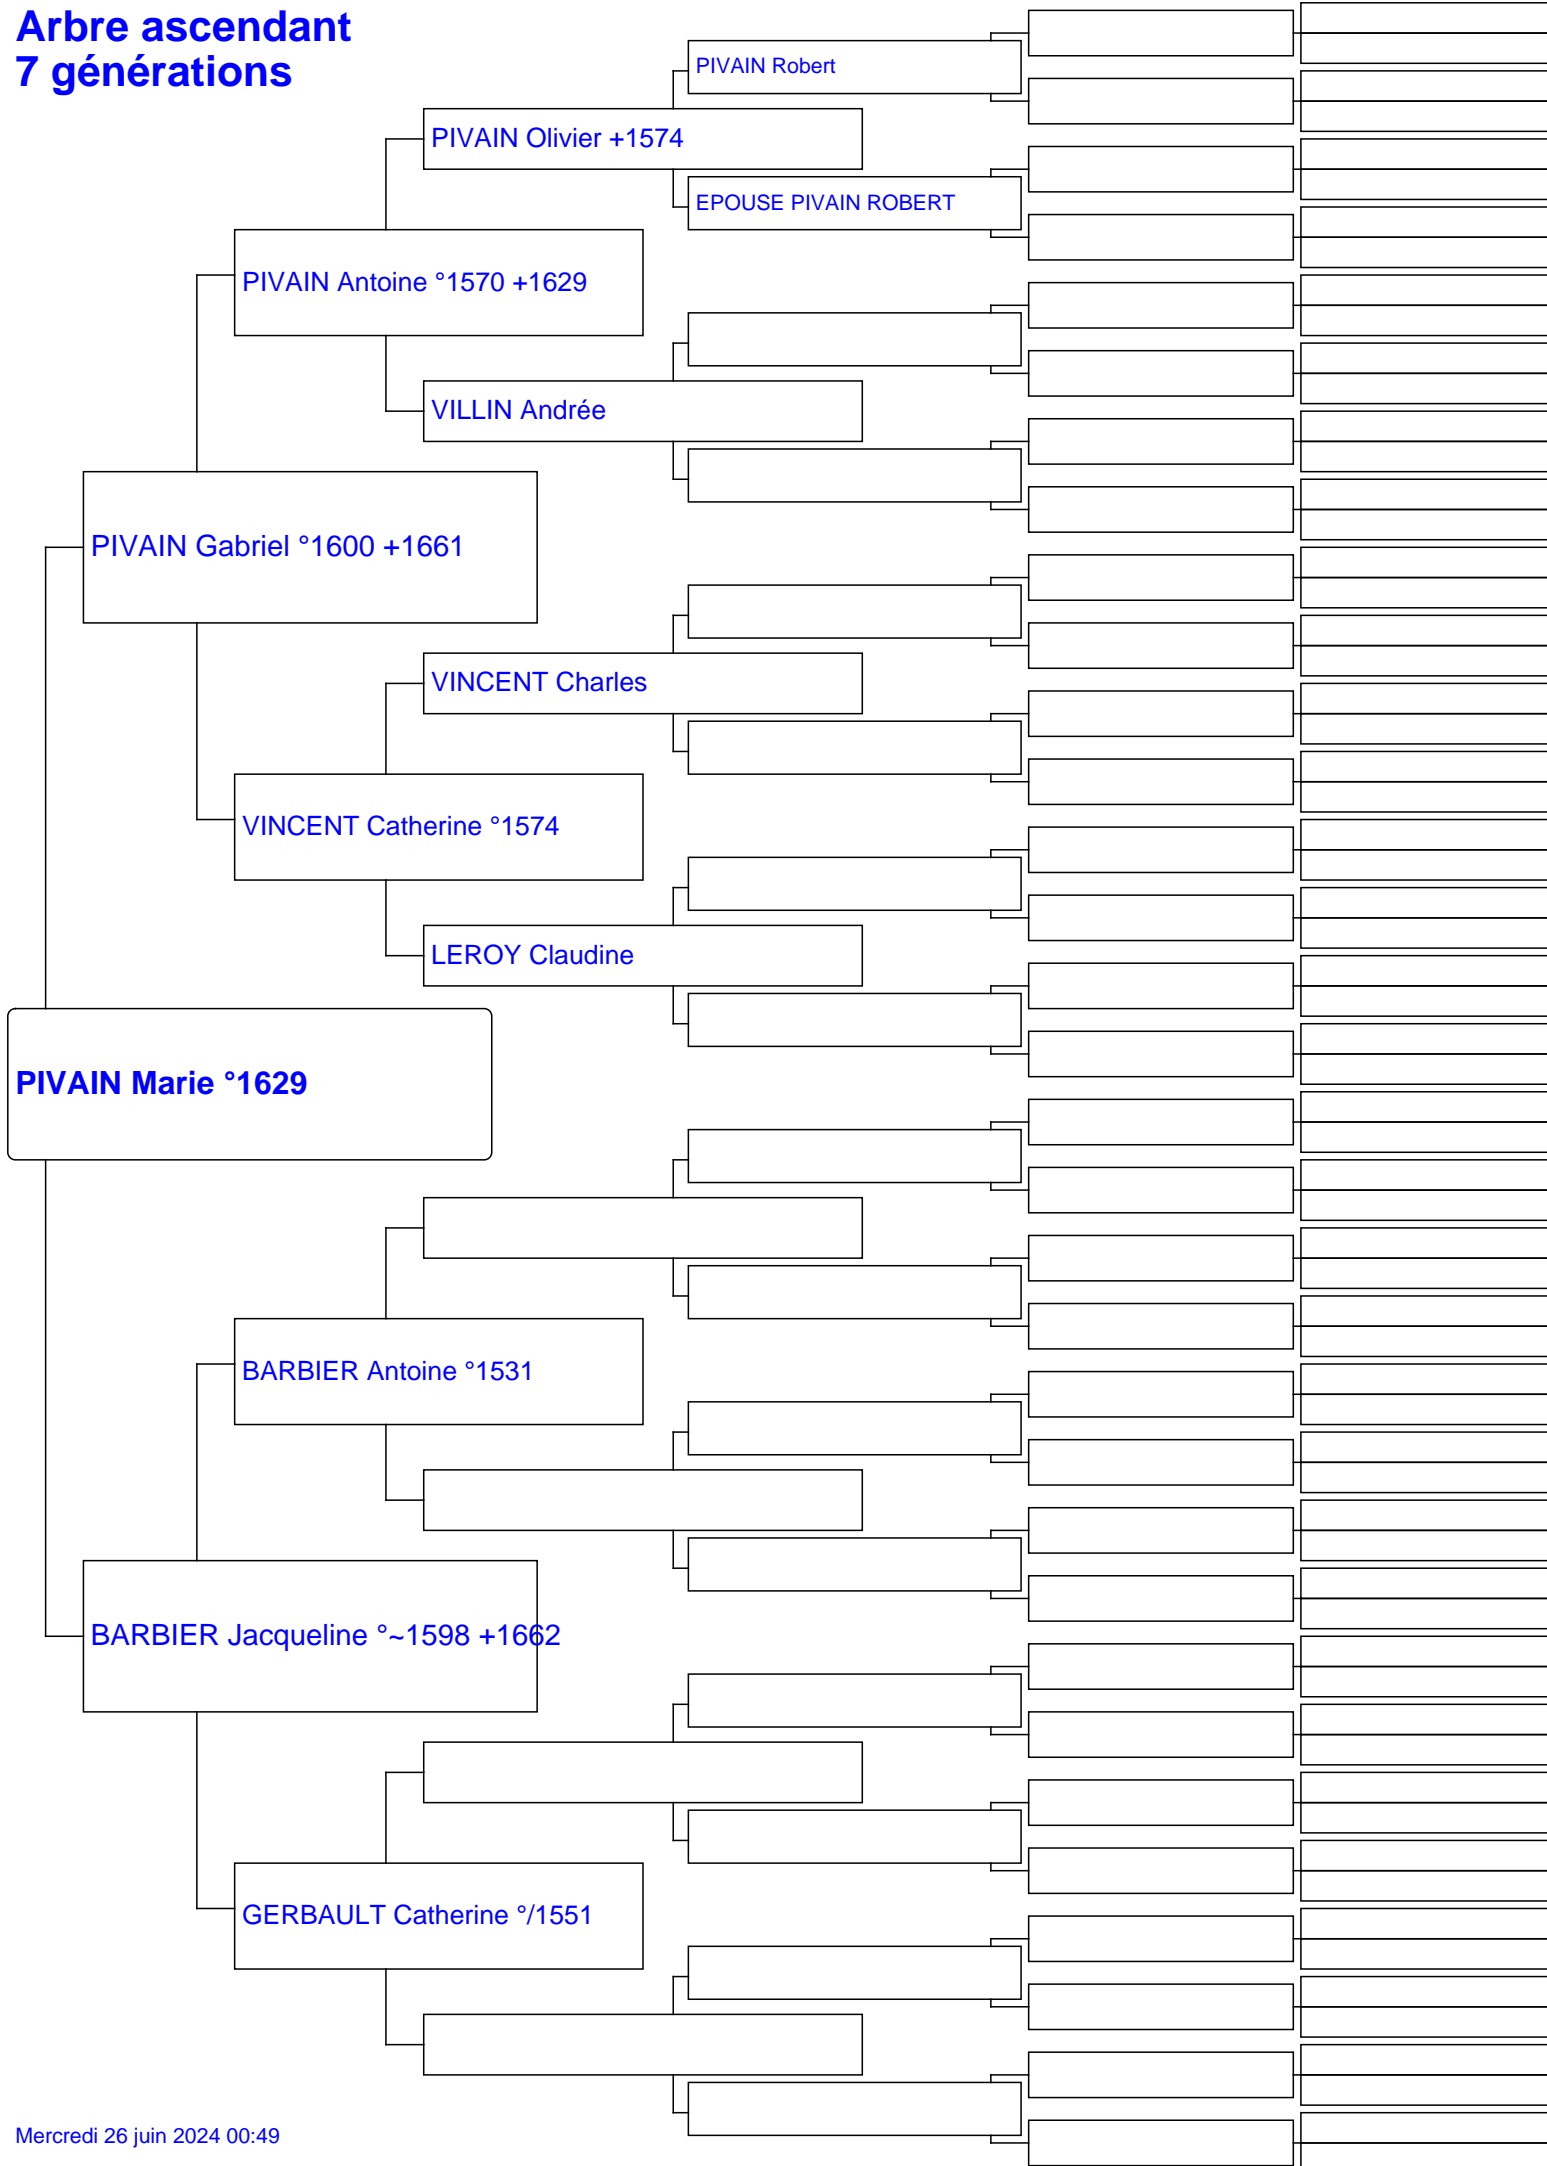 Arbre ascendant
7 générations
PIVAIN Robert
PIVAIN Olivier +1574
EPOUSE PIVAIN ROBERT
PIVAIN Antoine °1570 +1629
VILLIN Andrée
PIVAIN Gabriel °1600 +1661
VINCENT Charles
VINCENT Catherine °1574
LEROY Claudine
PIVAIN Marie °1629
BARBIER Antoine °1531
BARBIER Jacqueline °~1598 +1662
GERBAULT Catherine °/1551
Mercredi 26 juin 2024 00:49